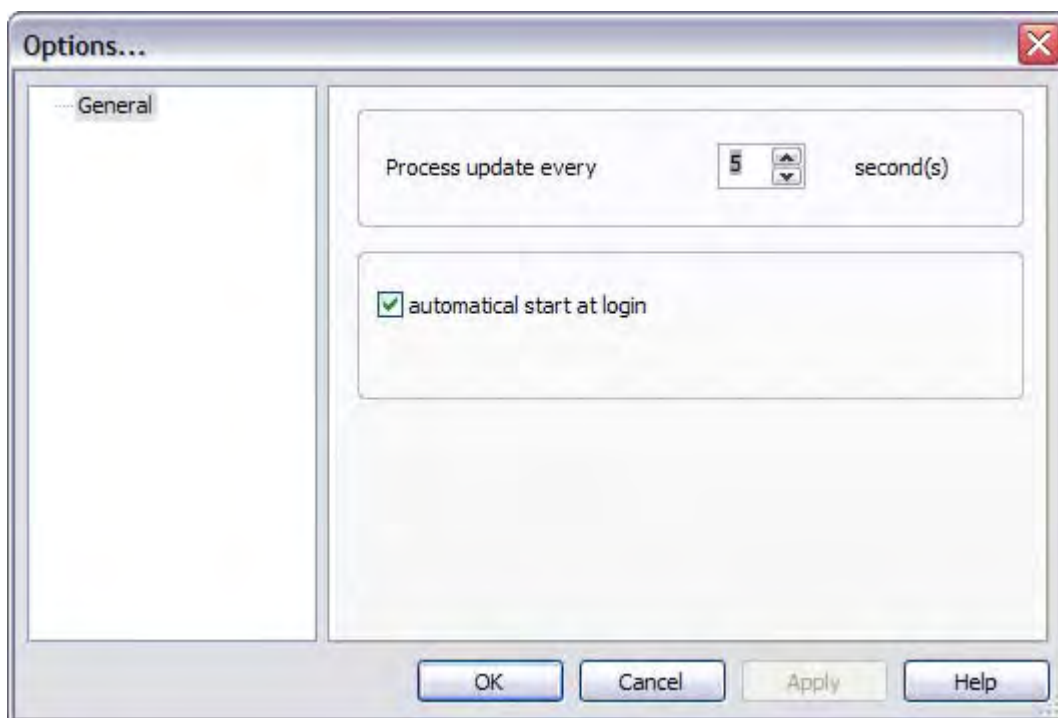 Options...
General
Process update every 5 second(s)
automatical start at login
OK Cancel Apply Help